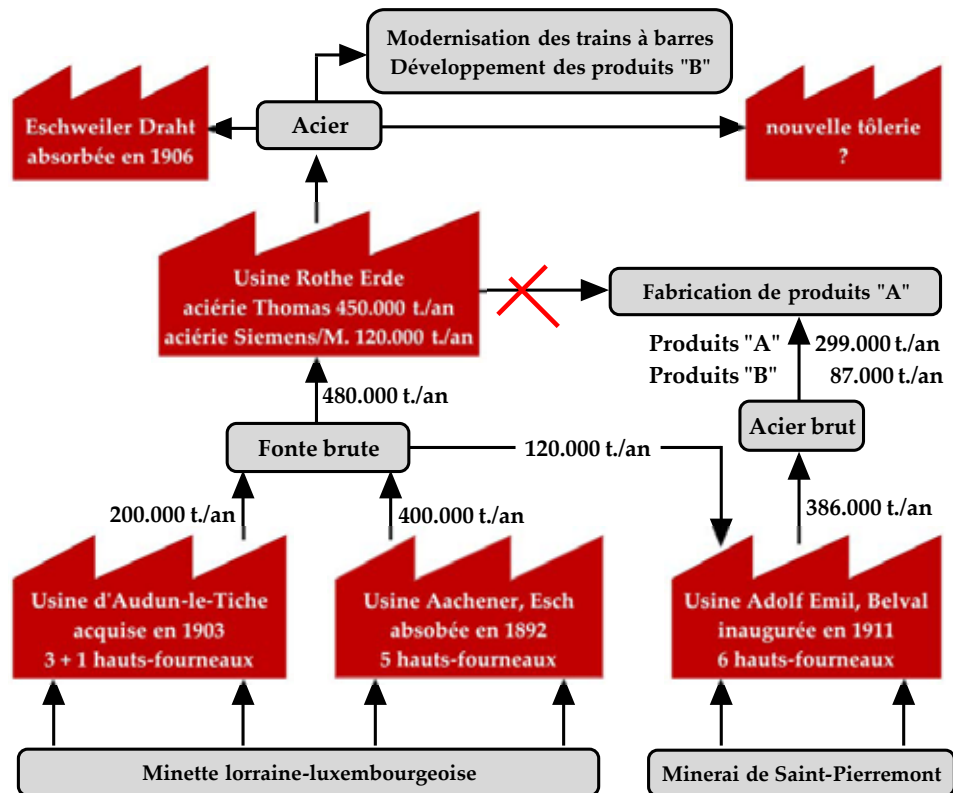 Modernisation des trains à barres
Développement des produits "B"
Eschweiler Draht
absorbée en 1906
Acier
nouvelle tôlerie
?
Usine Rothe Erde
aciérie Thomas 450.000 t./an
aciérie Siemens/M. 120.000 t./an
Fabrication de produits "A"
Produits "A" 299.000 t./an
Produits "B" 87.000 t./an
480.000 t./an
Acier brut
Fonte brute
120.000 t./an
200.000 t./an
400.000 t./an
386.000 t./an
Usine d'Audun-le-Tiche
acquise en 1903
3 + 1 hauts-fourneaux
Usine Aachener, Esch
absobée en 1892
5 hauts-fourneaux
Usine Adolf Emil, Belval
inaugurée en 1911
6 hauts-fourneaux
Minette lorraine-luxembourgeoise
Minerai de Saint-Pierremont